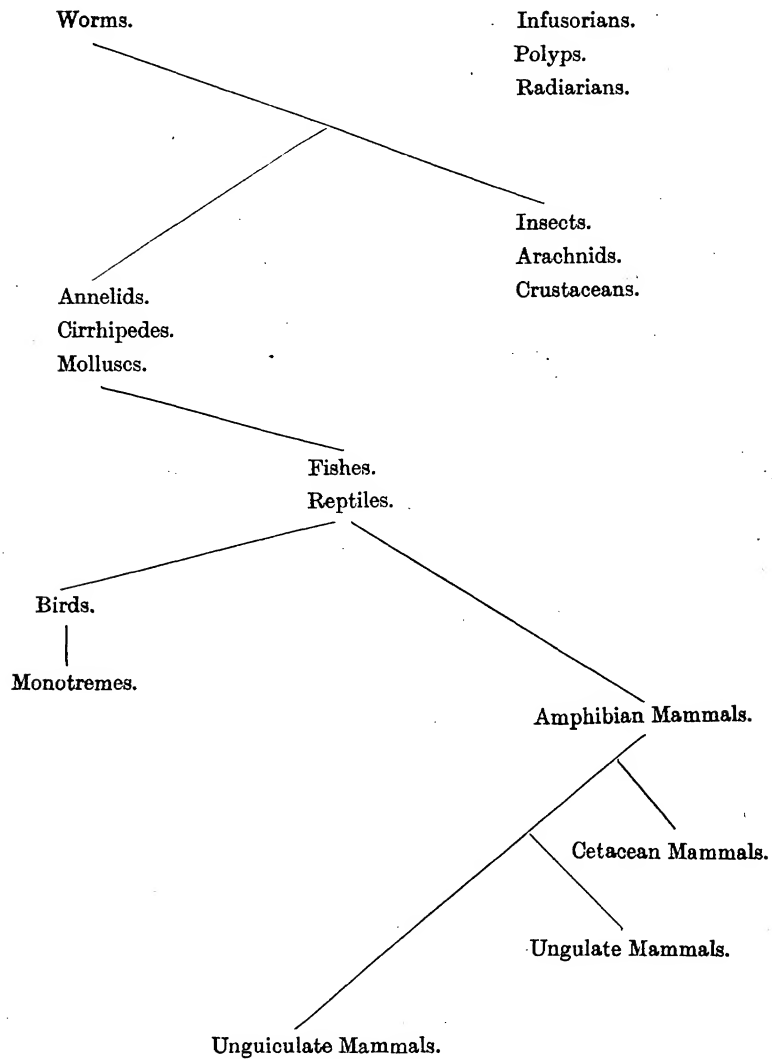 Worms.
Infusorians.
Polyps.
Radiarians.
Insects.
Arachnids.
Crustaceans.
Annelids.
Cirrhipedes.
Molluscs.
Fishes.
Reptiles.
Birds.
Monotremes.
Amphibian Mammals.
Cetacean Mammals.
Ungulate Mammals.
Unguiculate Mammals.